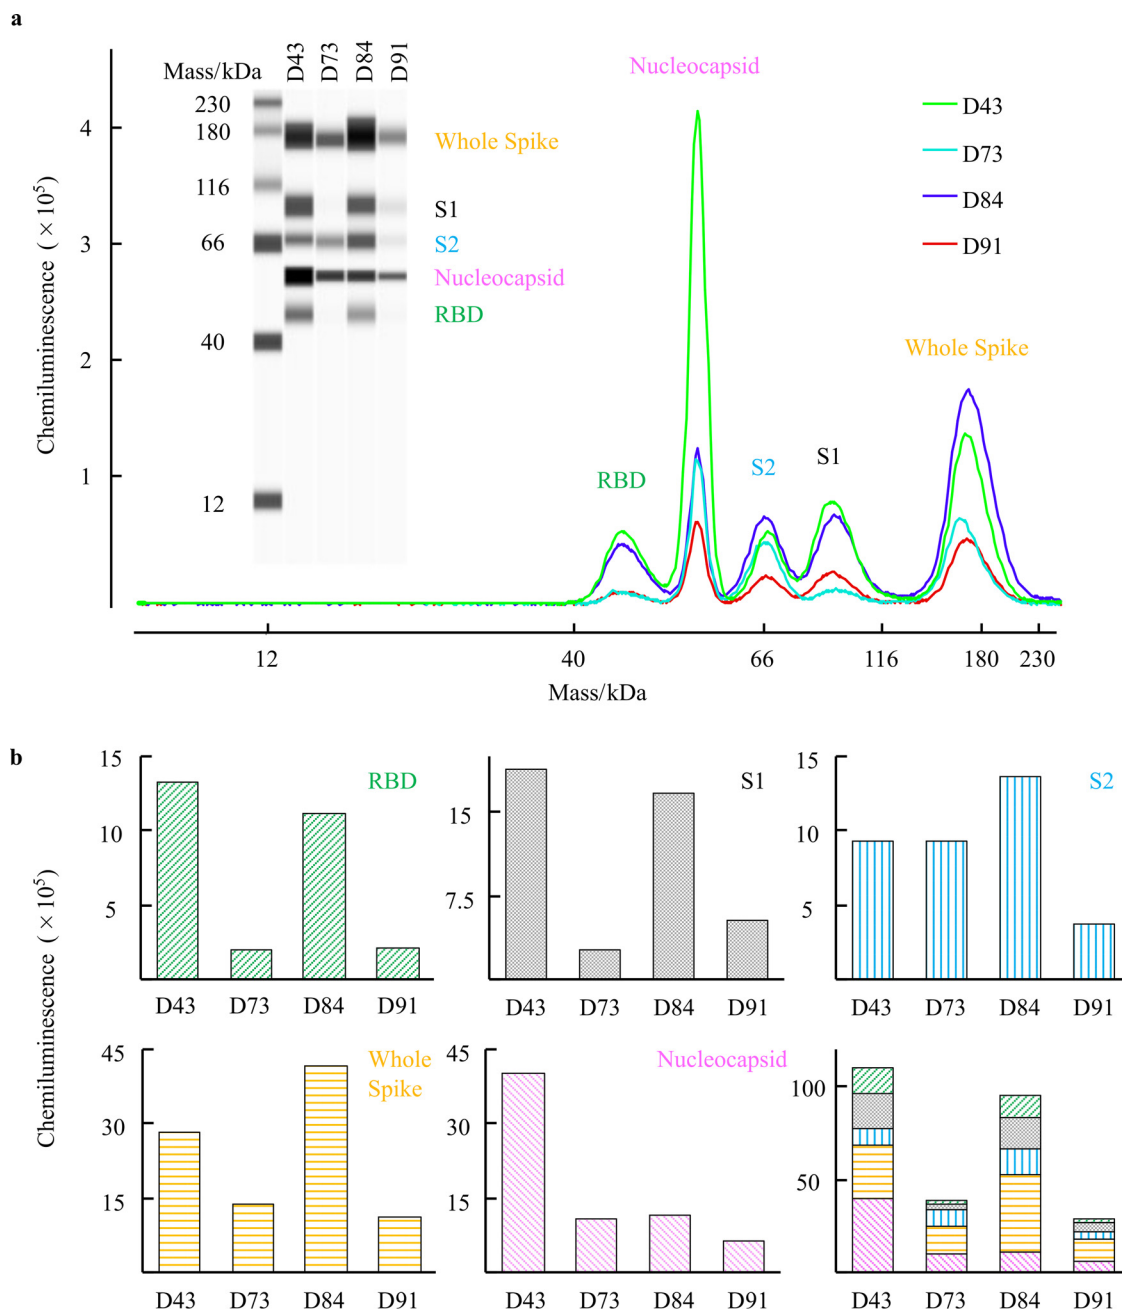 a
Mass/kDa
D43
D73
D84
D91
230
180
116
66
40
12
Whole Spike
S1
S2
Nucleocapsid
RBD
Nucleocapsid
RBD
S2
S1
Whole Spike
D43
D73
D84
D91
4
3
2
1
Chemiluminescence (×10⁵)
12 40 66 116 180 230
Mass/kDa
b
Chemiluminescence (×10⁵)
15
10
5
RBD
D43 D73 D84 D91
15
7.5
S1
D43 D73 D84 D91
15
10
5
S2
D43 D73 D84 D91
45
30
15
Whole
Spike
D43 D73 D84 D91
45
30
15
Nucleocapsid
D43 D73 D84 D91
100
50
D43 D73 D84 D91